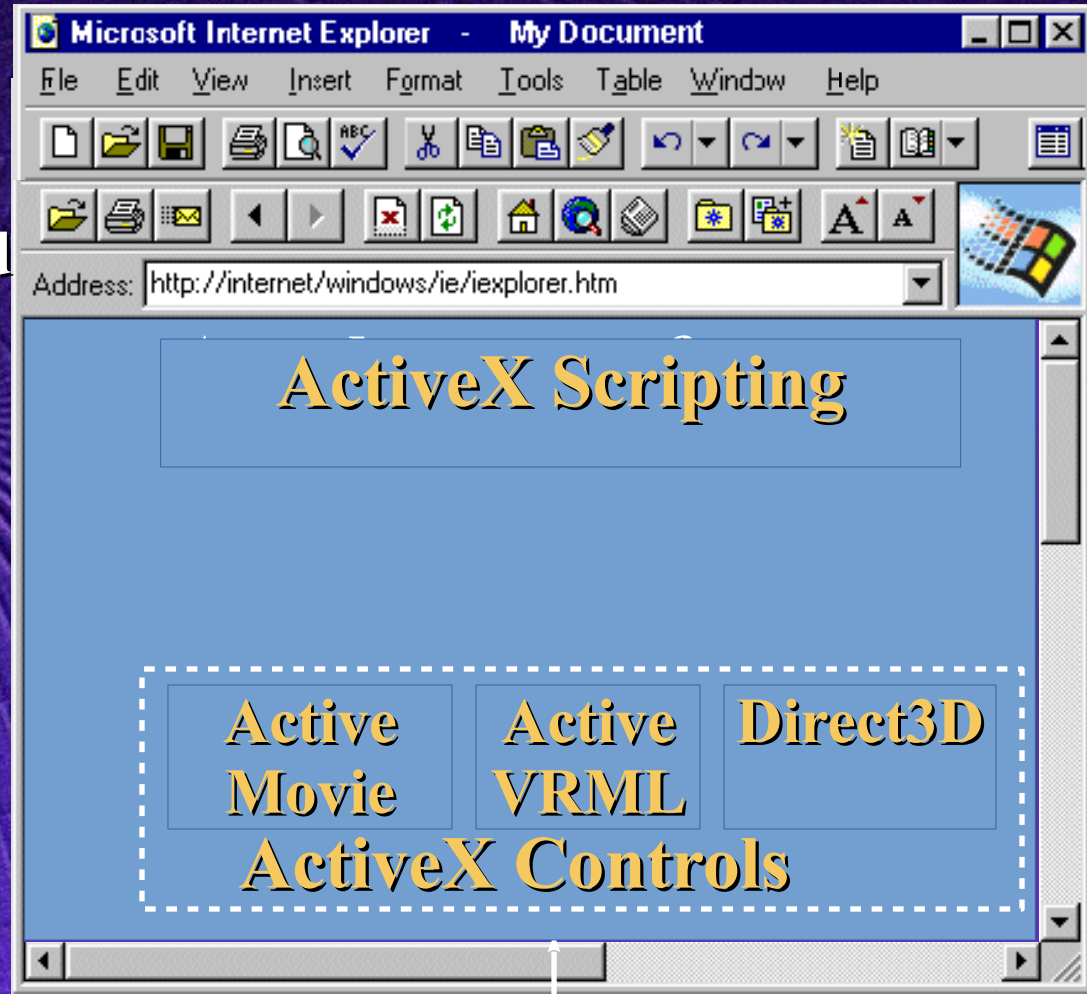 Microsoft Internet Explorer - My Document
File Edit View Insert Format Tools Table Window Help
ABC
A A
Address: http://internet/windows/ie/iexplorer.htm
ActiveX Scripting
Active Movie Active VRML Direct3D
ActiveX Controls